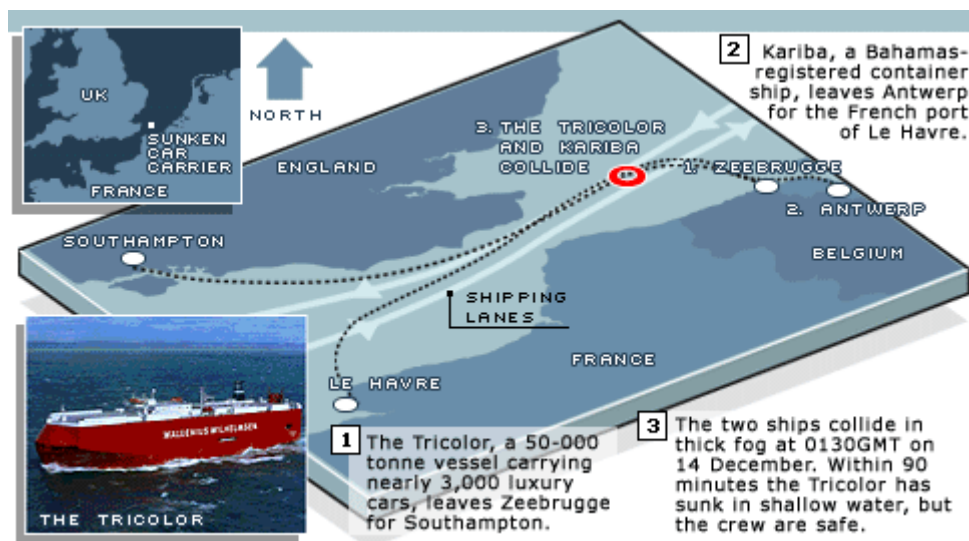 UK
SUNKEN
CAR
CARRIER
FRANCE
NORTH
2 Kariba, a Bahamas-
registered container
ship, leaves Antwerp
for the French port
of Le Havre.
ENGLAND
3. THE TRICOLOR
AND KARIBA
COLLIDE
1. ZEEBRUGGE
2. ANTWERP
BELGIUM
SOUTHAMPTON
SHIPPING
LANES
FRANCE
LE HAVRE
WALLENIUS WILHELMSEN
THE TRICOLOR
1 The Tricolor, a 50-000
tonne vessel carrying
nearly 3,000 luxury
cars, leaves Zeebrugge
for Southampton.
3 The two ships collide in
thick fog at 0130GMT on
14 December. Within 90
minutes the Tricolor has
sunk in shallow water, but
the crew are safe.